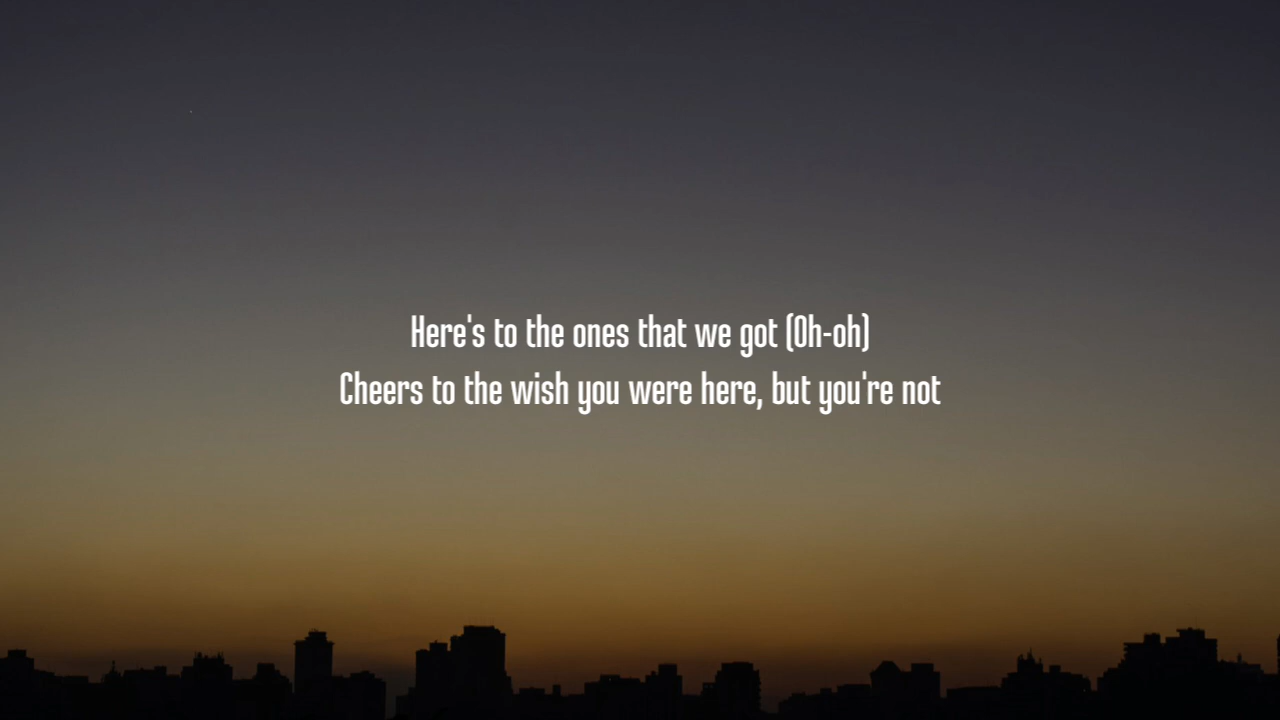 Here's to the ones that we got (Oh-oh)
Cheers to the wish you were here, but you're not